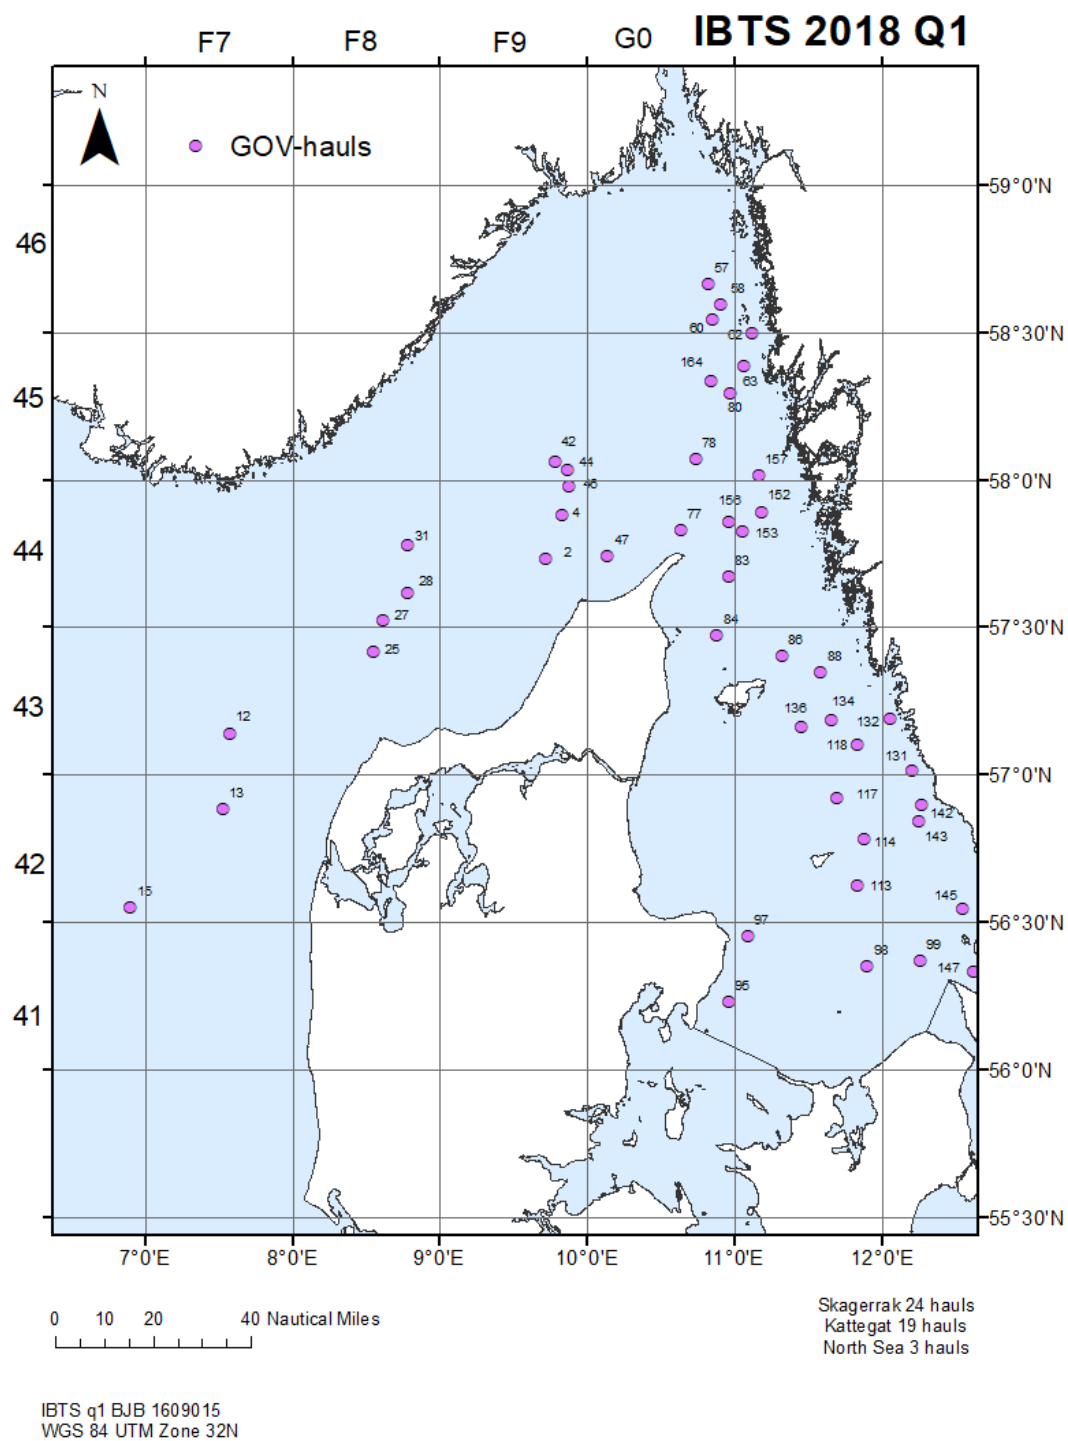 IBTS 2018 Q1
F7 F8 F9 G0
N
GOV-hauls
59°0'N
46
57
58
60
62
58°30'N
164
63
45
80
42
78
44
157
58°0'N
46
152
4
156
77
153
31
44
2
47
83
28
27
84
57°30'N
25
86
88
43
12
136
134
132
118
131
57°0'N
13
117
142
143
114
42
113
15
145
56°30'N
97
98
99
147
95
41
56°0'N
55°30'N
7°0'E 8°0'E 9°0'E 10°0'E 11°0'E 12°0'E
0 10 20 40 Nautical Miles
Skagerrak 24 hauls
Kattegat 19 hauls
North Sea 3 hauls
IBTS q1 BJB 1609015
WGS 84 UTM Zone 32N